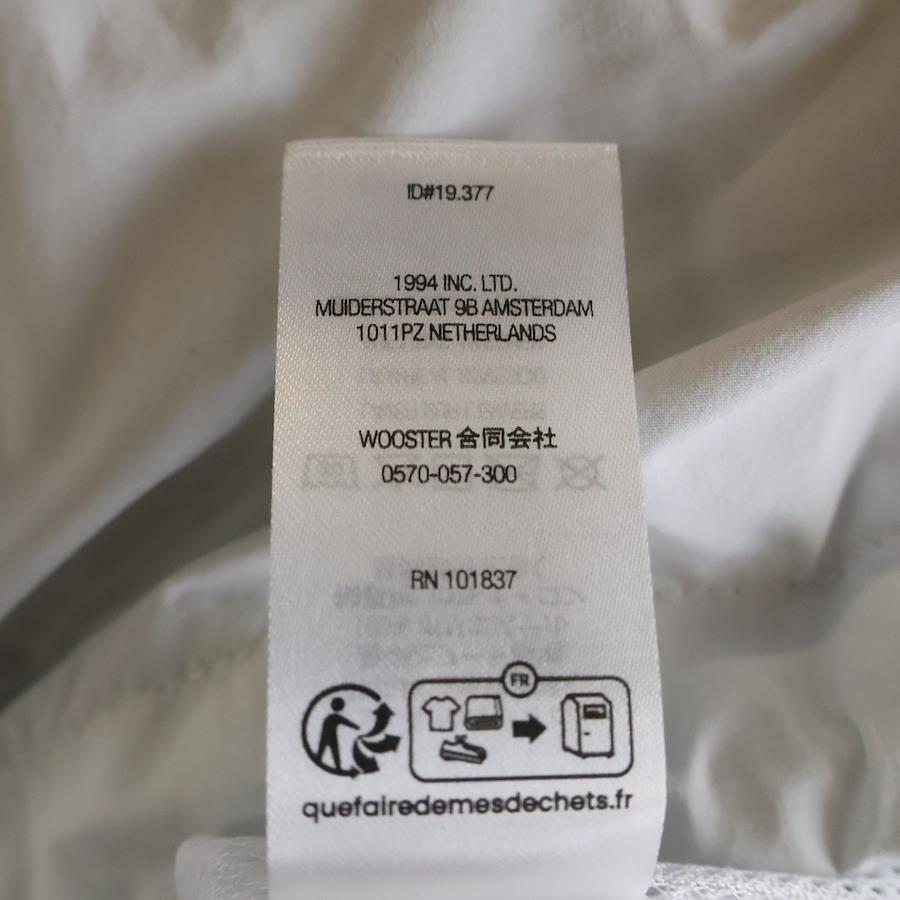 ID#19.377
1994 INC. LTD.
MUIDERSTRAAT 9B AMSTERDAM
1011PZ NETHERLANDS
WOOSTER 合同会社
0570-057-300
RN 101837
FR
quefairedemesdechets.fr